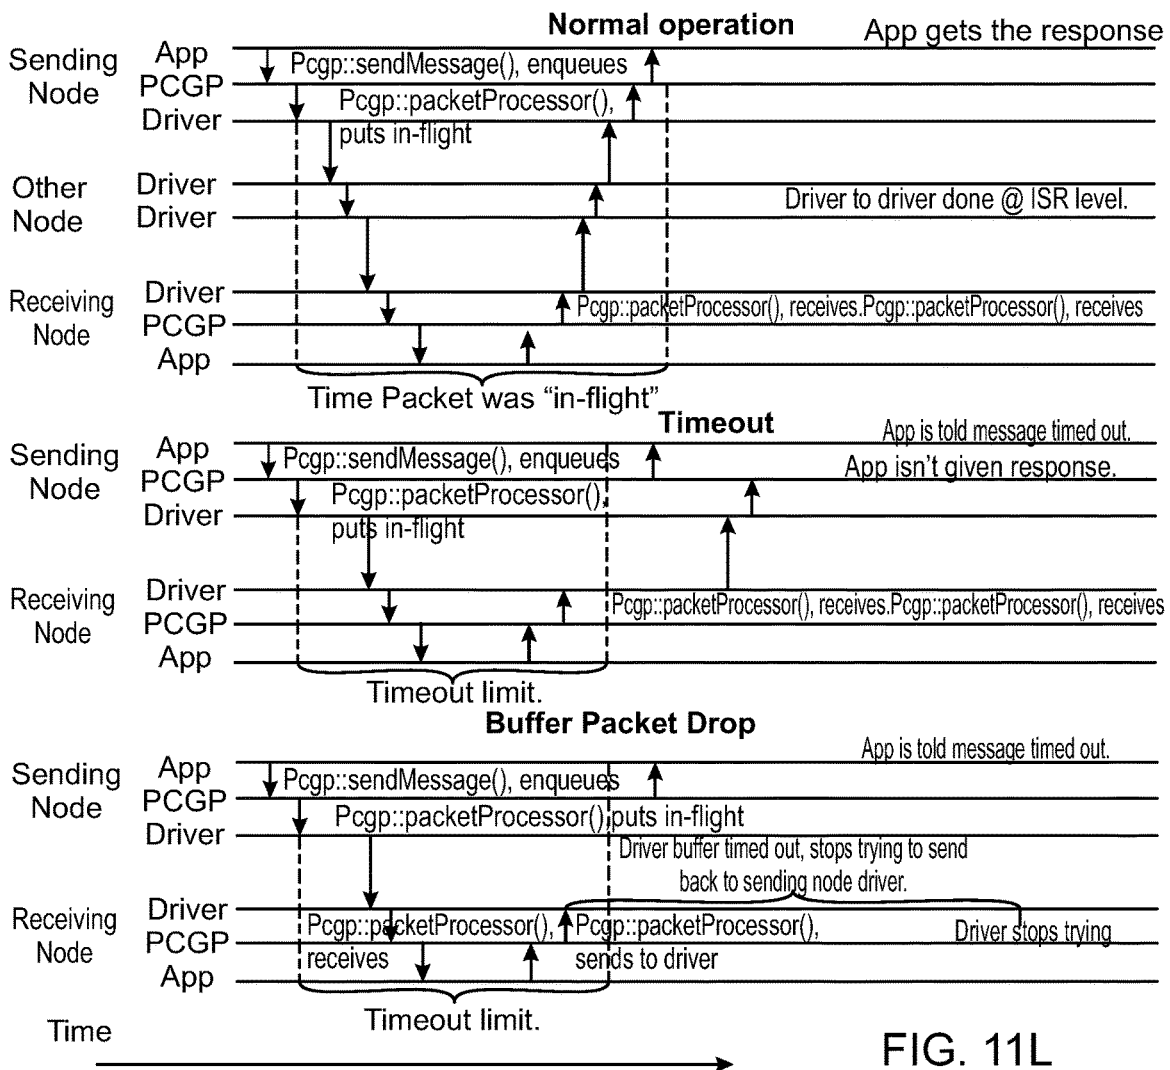 Normal operation
App gets the response
Sending Node
App
Pcgp::sendMessage(), enqueues
PCGP
Pcgp::packetProcessor(),
puts in-flight
Driver
Other Node
Driver
Driver to driver done @ ISR level.
Driver
Receiving Node
Driver
Pcgp::packetProcessor(), receives.Pcgp::packetProcessor(), receives
PCGP
App
Time Packet was “in-flight”
Timeout
App is told message timed out.
Sending Node
App
Pcgp::sendMessage(), enqueues
App isn’t given response.
PCGP
Pcgp::packetProcessor(),
puts in-flight
Driver
Receiving Node
Driver
Pcgp::packetProcessor(), receives.Pcgp::packetProcessor(), receives
PCGP
App
Timeout limit.
Buffer Packet Drop
App is told message timed out.
Sending Node
App
Pcgp::sendMessage(), enqueues
PCGP
Pcgp::packetProcessor(),puts in-flight
Driver
Driver buffer timed out, stops trying to send
back to sending node driver.
Receiving Node
Driver
Pcgp::packetProcessor(),
receives
Pcgp::packetProcessor(),
sends to driver
Driver stops trying
PCGP
App
Timeout limit.
Time
FIG. 11L